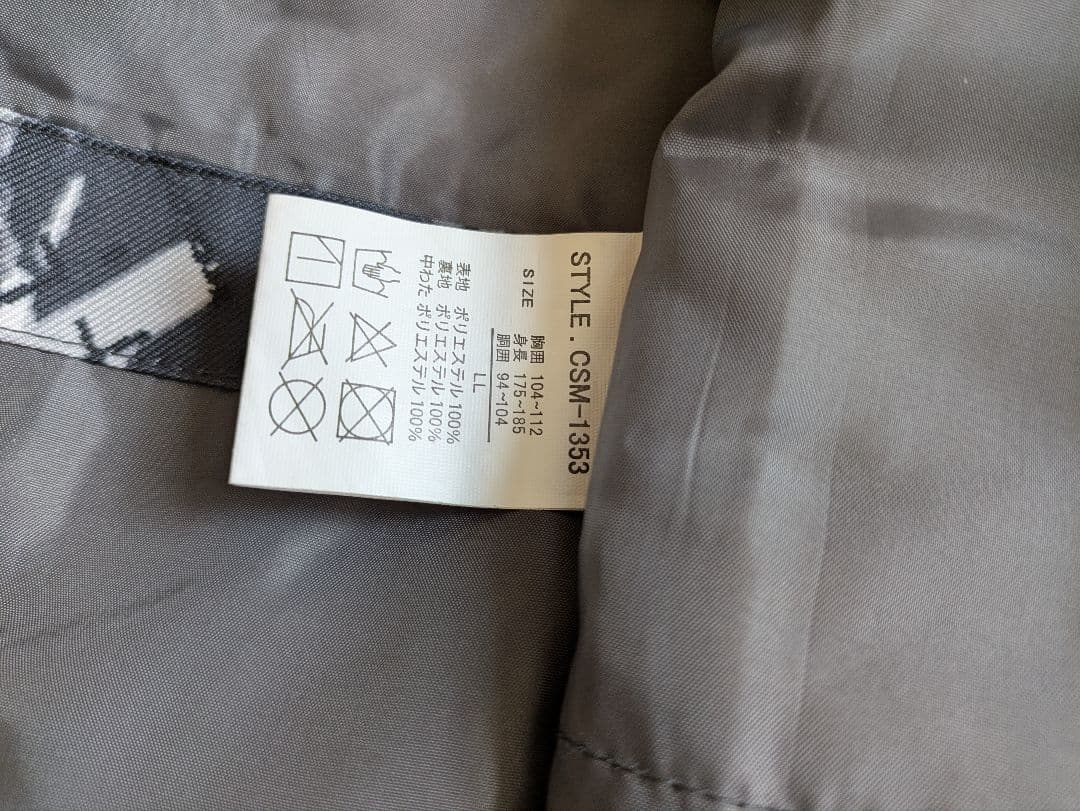 STYLE.CSM-1353
SIZE
胸囲 104~112
身長 175~185
胴囲 94~104
LL
表地 ポリエステル 100%
裏地 ポリエステル 100%
中わた ポリエステル 100%